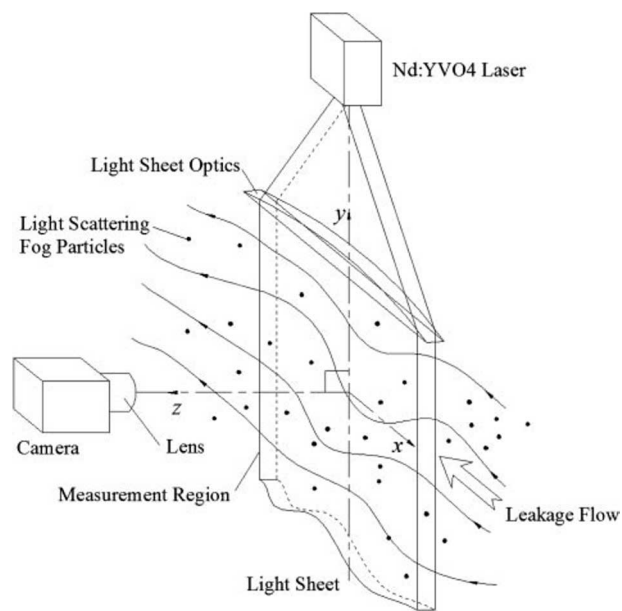 Nd:YVO4 Laser
Light Sheet Optics
y
Light Scattering
Fog Particles
z
x
Camera
Lens
Measurement Region
Leakage Flow
Light Sheet